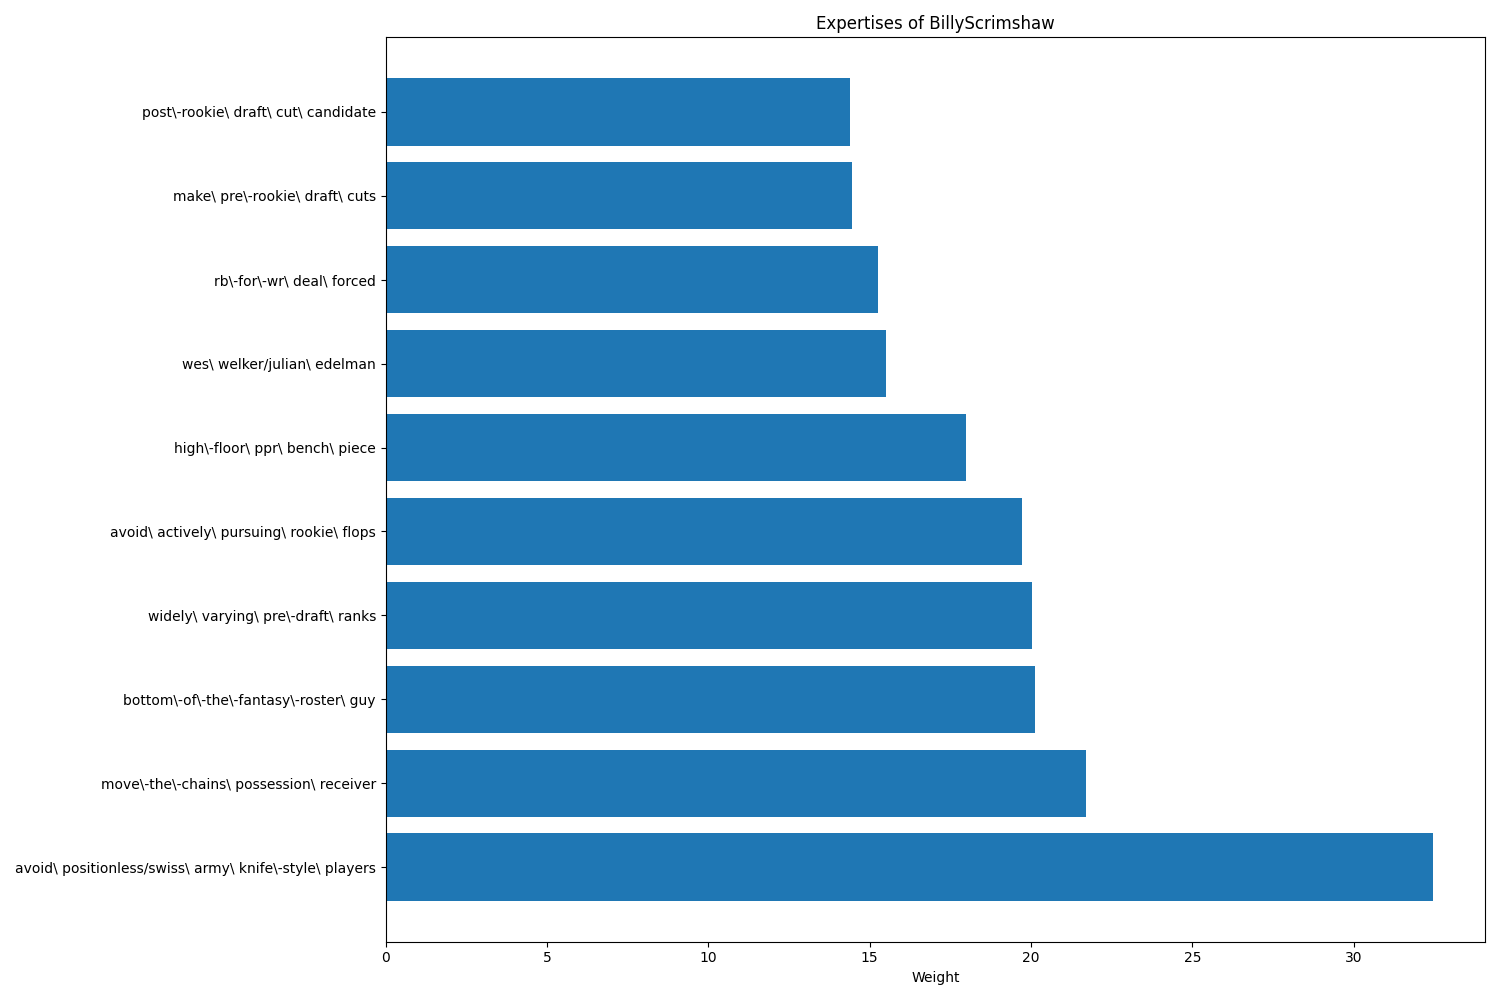 Expertises of BillyScrimshaw
post\-rookie\ draft\ cut\ candidate
make\ pre\-rookie\ draft\ cuts
rb\-for\-wr\ deal\ forced
wes\ welker/julian\ edelman
high\-floor\ ppr\ bench\ piece
avoid\ actively\ pursuing\ rookie\ flops
widely\ varying\ pre\-draft\ ranks
bottom\-of\-the\-fantasy\-roster\ guy
move\-the\-chains\ possession\ receiver
avoid\ positionless/swiss\ army\ knife\-style\ players
0 5 10 15 20 25 30
Weight